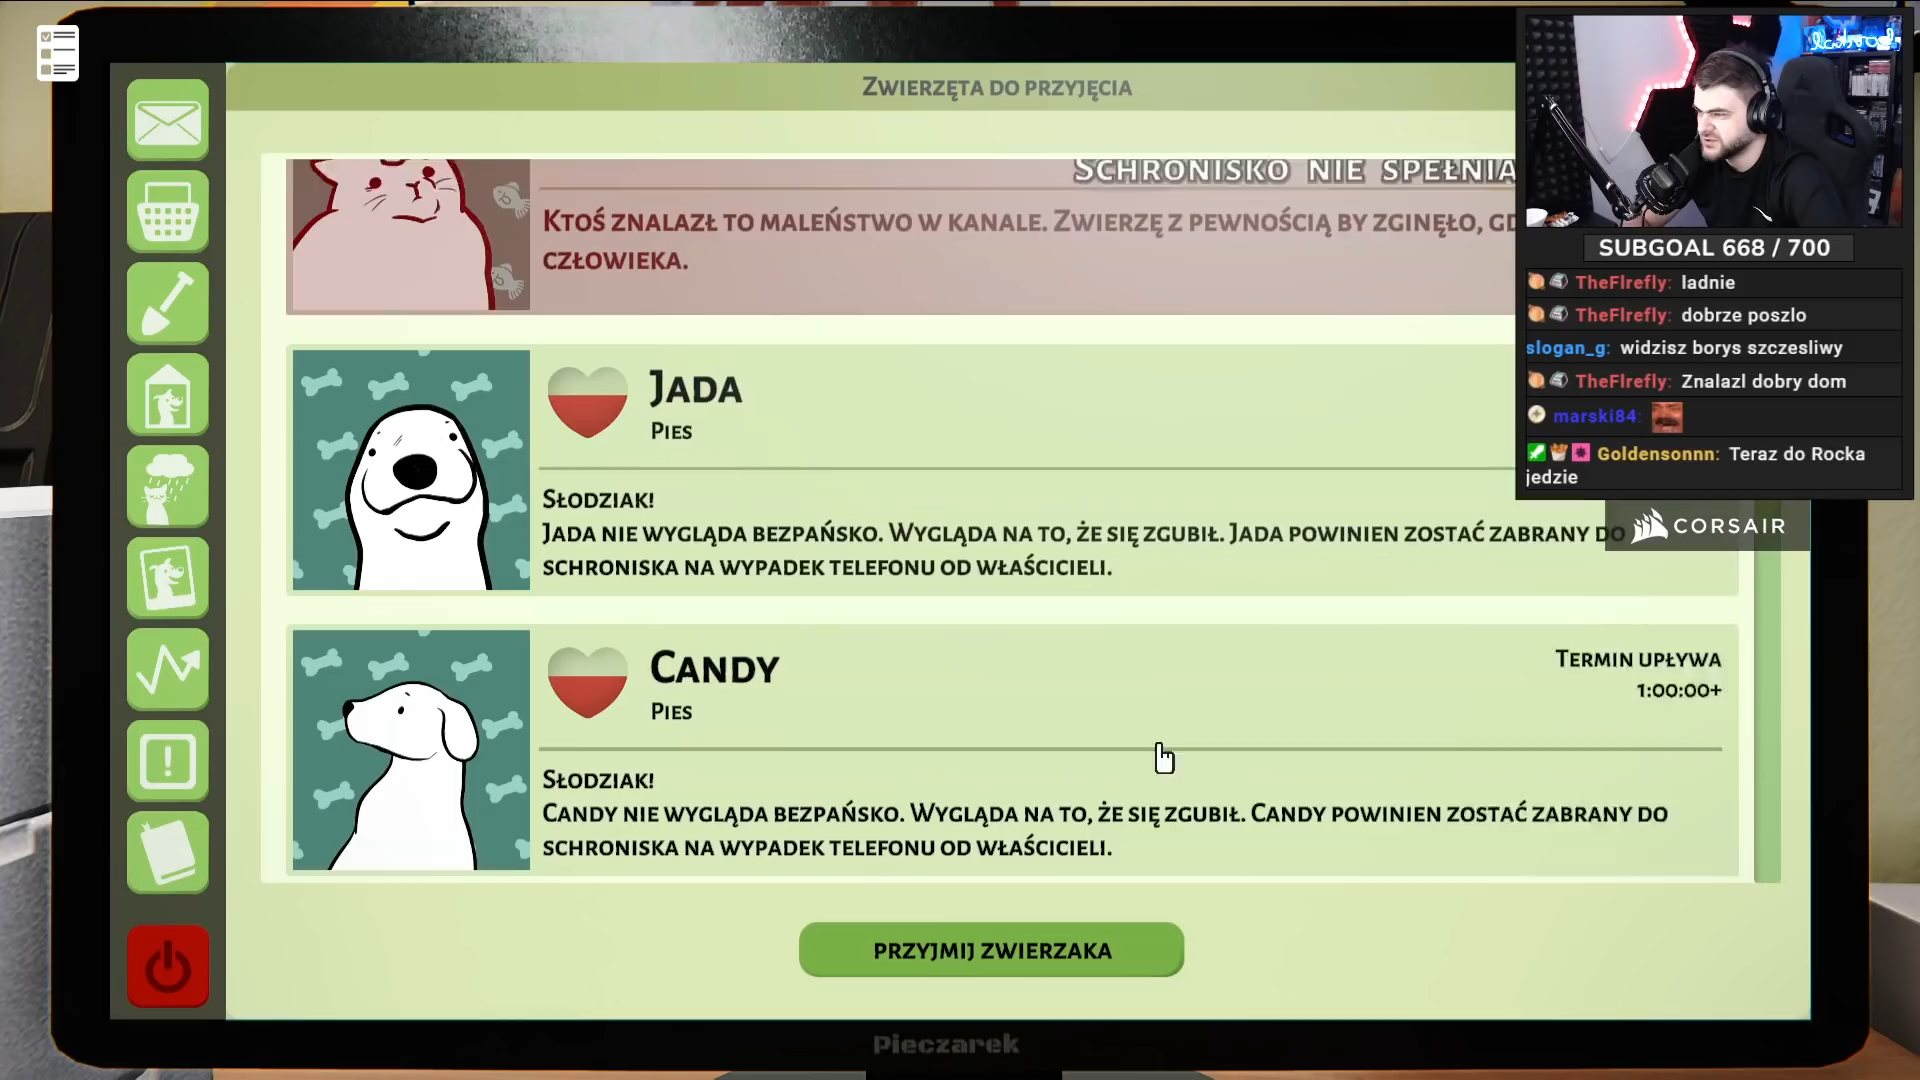 Zwierzęta do przyjęcia
Schronisko nie spełnia
Ktoś znalazł to maleństwo w kanale. Zwierzę z pewnością by zginęło, gd
człowieka.
Jada
Pies
Słodziak!
Jada nie wygląda bezpańsko. Wygląda na to, że się zgubił. Jada powinien zostać zabrany do
schroniska na wypadek telefonu od właścicieli.
Candy
Pies
Termin upływa
1:00:00+
Słodziak!
Candy nie wygląda bezpańsko. Wygląda na to, że się zgubił. Candy powinien zostać zabrany do
schroniska na wypadek telefonu od właścicieli.
PRZYJMIJ ZWIERZAKA
Pieczarek
SUBGOAL 668 / 700
TheFIrefly: ladnie
TheFIrefly: dobrze poszlo
slogan_g: widzisz borys szczesliwy
TheFIrefly: Znalazl dobry dom
marski84:
Goldensonnn: Teraz do Rocka
jedzie
CORSAIR